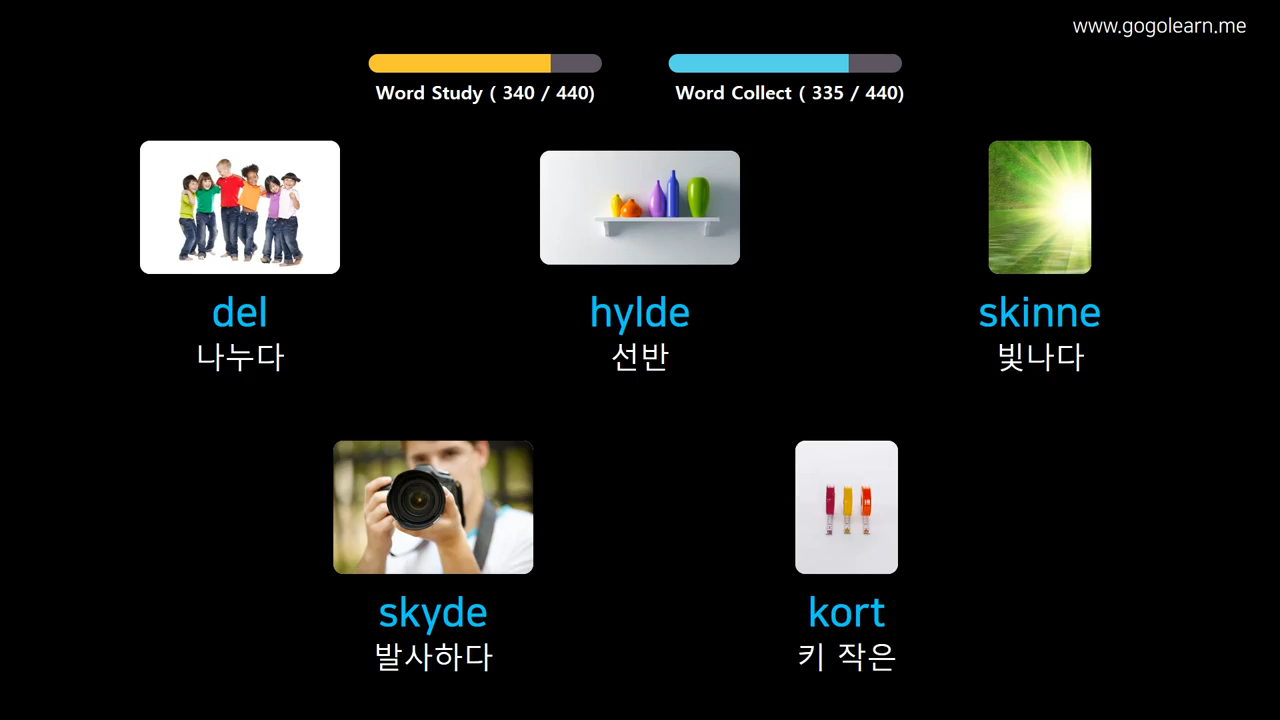 www.gogolearn.me
Word Study ( 340 / 440)
Word Collect ( 335 / 440)
del
나누다
hylde
선반
skinne
빛나다
skyde
발사하다
kort
키 작은